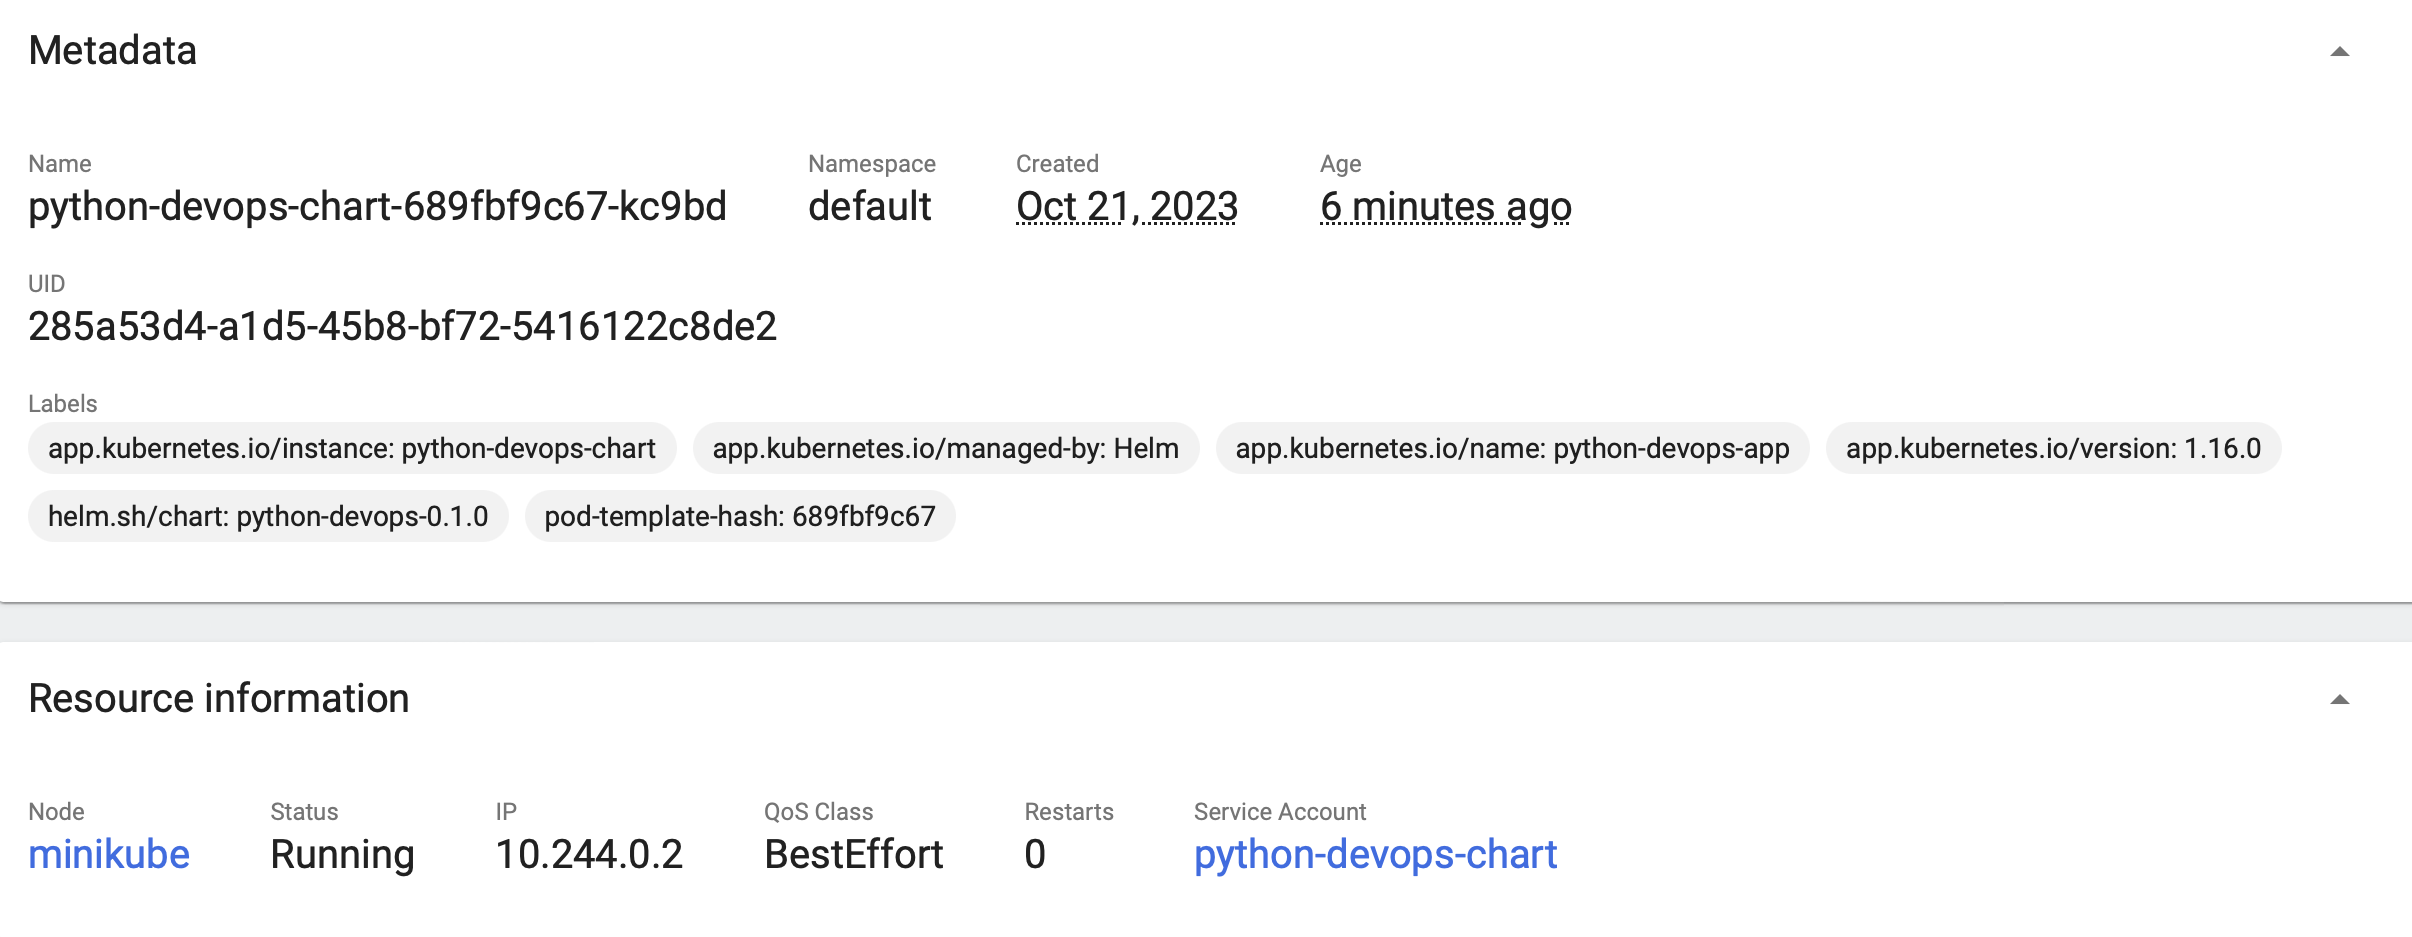 Metadata
Name Namespace Created Age
python-devops-chart-689fbf9c67-kc9bd default Oct 21, 2023 6 minutes ago
UID
285a53d4-a1d5-45b8-bf72-5416122c8de2
Labels
app.kubernetes.io/instance: python-devops-chart app.kubernetes.io/managed-by: Helm app.kubernetes.io/name: python-devops-app app.kubernetes.io/version: 1.16.0
helm.sh/chart: python-devops-0.1.0 pod-template-hash: 689fbf9c67
Resource information
Node Status IP QoS Class Restarts Service Account
minikube Running 10.244.0.2 BestEffort 0 python-devops-chart